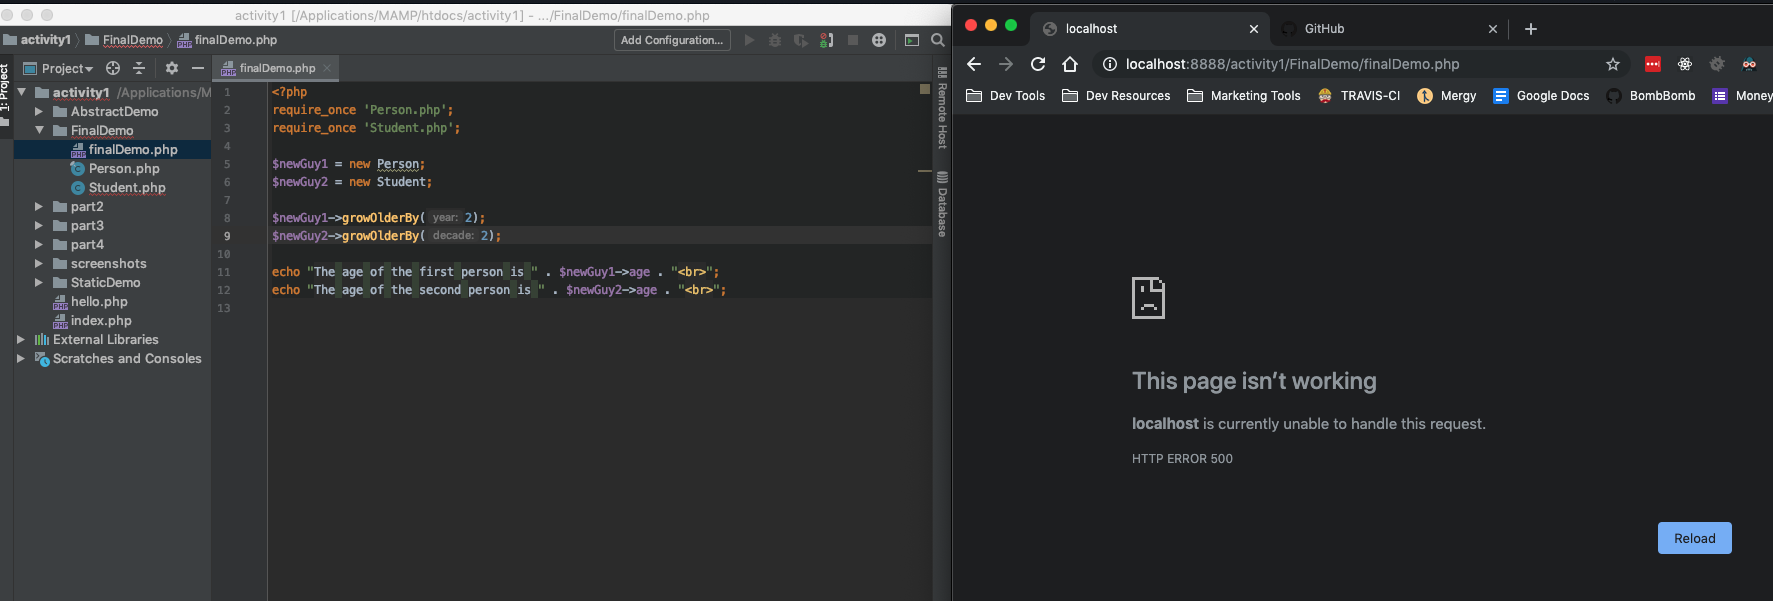 activity1 [/Applications/MAMP/htdocs/activity1] - .../FinalDemo/finalDemo.php
activity1 FinalDemo finalDemo.php
Add Configuration...
1: Project
Project
finalDemo.php
activity1 /Applications/M
AbstractDemo
FinalDemo
finalDemo.php
Person.php
Student.php
part2
part3
part4
screenshots
StaticDemo
hello.php
index.php
External Libraries
Scratches and Consoles
1 <?php
2 require_once 'Person.php';
3 require_once 'Student.php';
4
5 $newGuy1 = new Person;
6 $newGuy2 = new Student;
7
8 $newGuy1->growOlderBy( year: 2);
9 $newGuy2->growOlderBy( decade: 2);
10
11 echo "The age of the first person is " . $newGuy1->age . "<br>";
12 echo "The age of the second person is " . $newGuy2->age . "<br>";
13
Remote Host
Database
localhost
GitHub
localhost:8888/activity1/FinalDemo/finalDemo.php
Dev Tools Dev Resources Marketing Tools TRAVIS-CI Mergy Google Docs BombBomb Money
This page isn't working
localhost is currently unable to handle this request.
HTTP ERROR 500
Reload